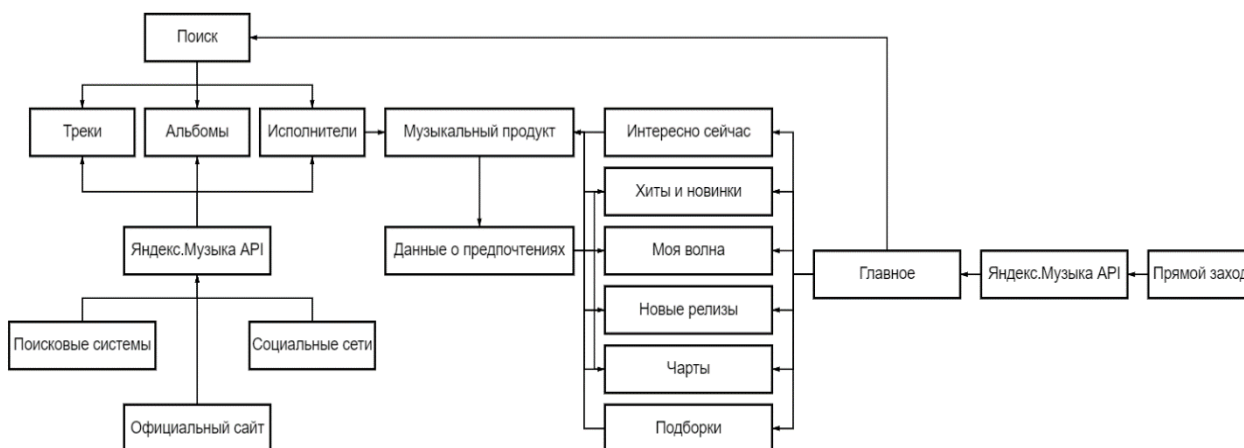 Поиск
Треки
Альбомы
Исполнители
Музыкальный продукт
Интересно сейчас
Хиты и новинки
Яндекс.Музыка API
Данные о предпочтениях
Моя волна
Главное
Яндекс.Музыка API
Прямой заход
Новые релизы
Поисковые системы
Социальные сети
Чарты
Официальный сайт
Подборки